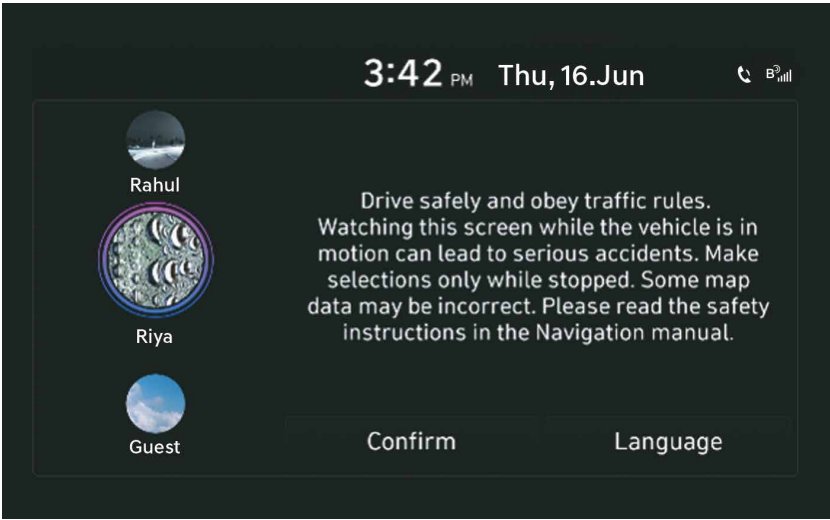 3:42 PM Thu, 16.Jun
Rahul
Riya
Guest
Drive safely and obey traffic rules.
Watching this screen while the vehicle is in
motion can lead to serious accidents. Make
selections only while stopped. Some map
data may be incorrect. Please read the safety
instructions in the Navigation manual.
Confirm Language